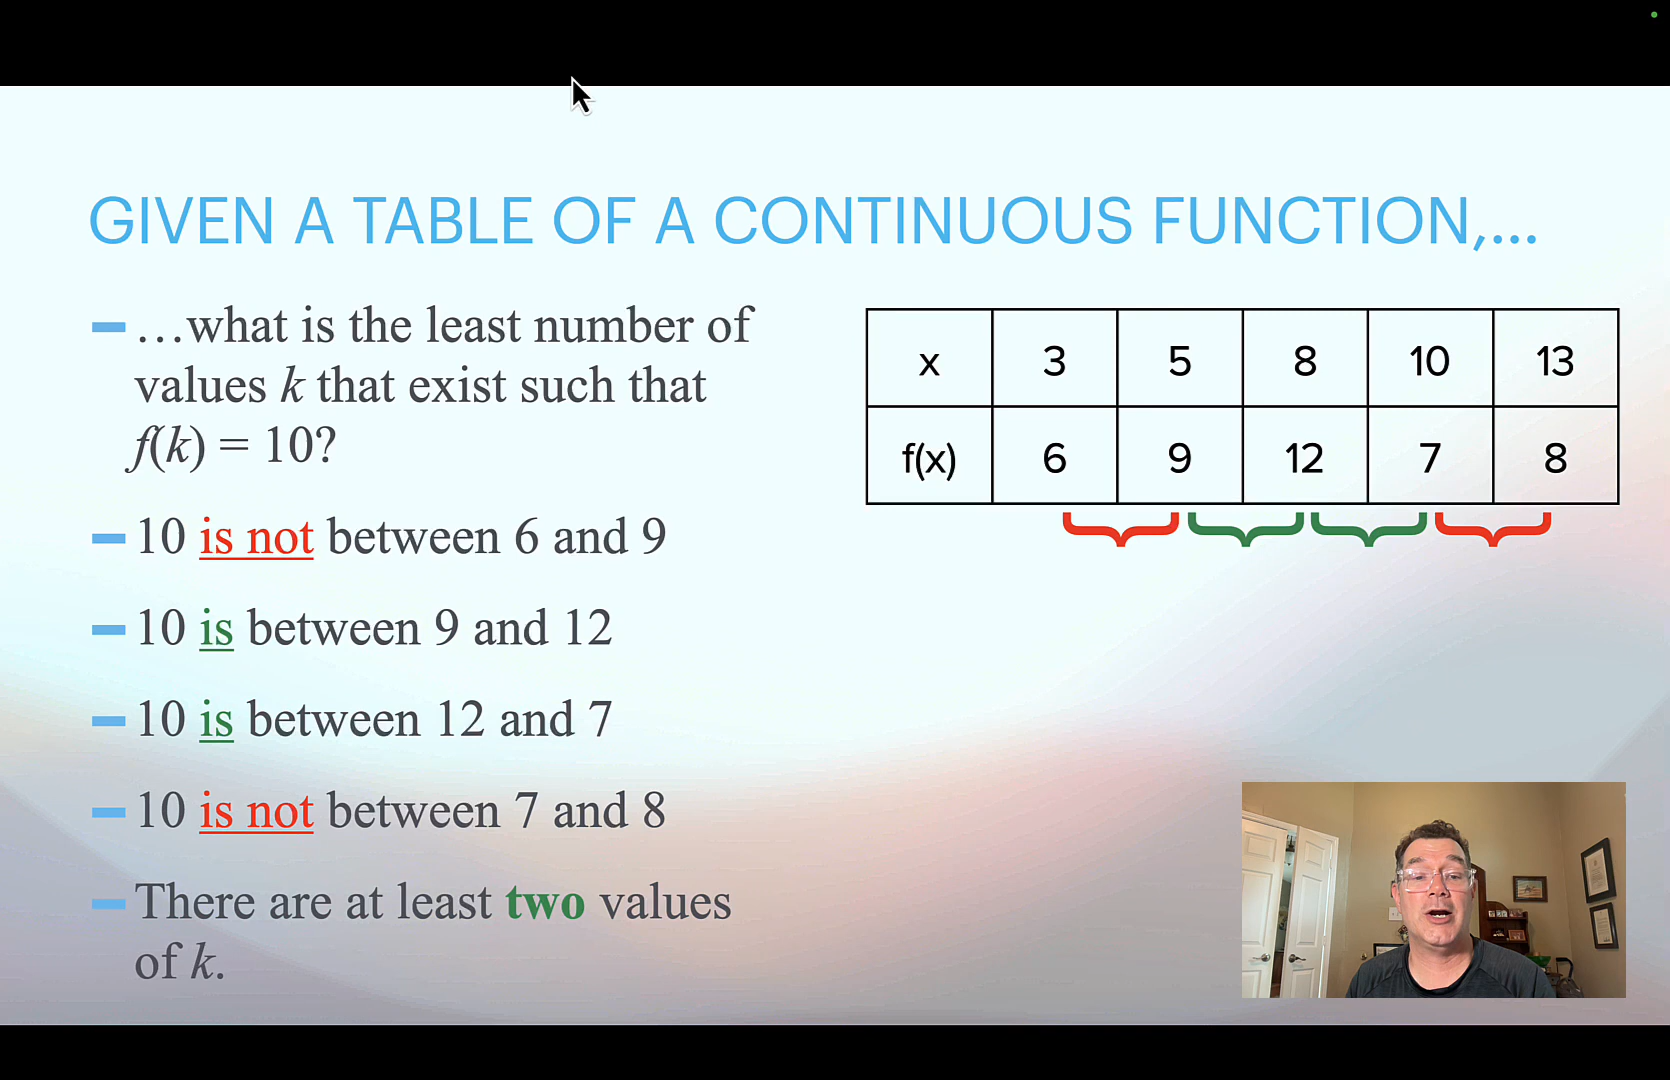 GIVEN A TABLE OF A CONTINUOUS FUNCTION,...
…what is the least number of
values k that exist such that
f(k) = 10?
10 is not between 6 and 9
10 is between 9 and 12
10 is between 12 and 7
10 is not between 7 and 8
There are at least two values
of k.
x 3 5 8 10 13
f(x) 6 9 12 7 8